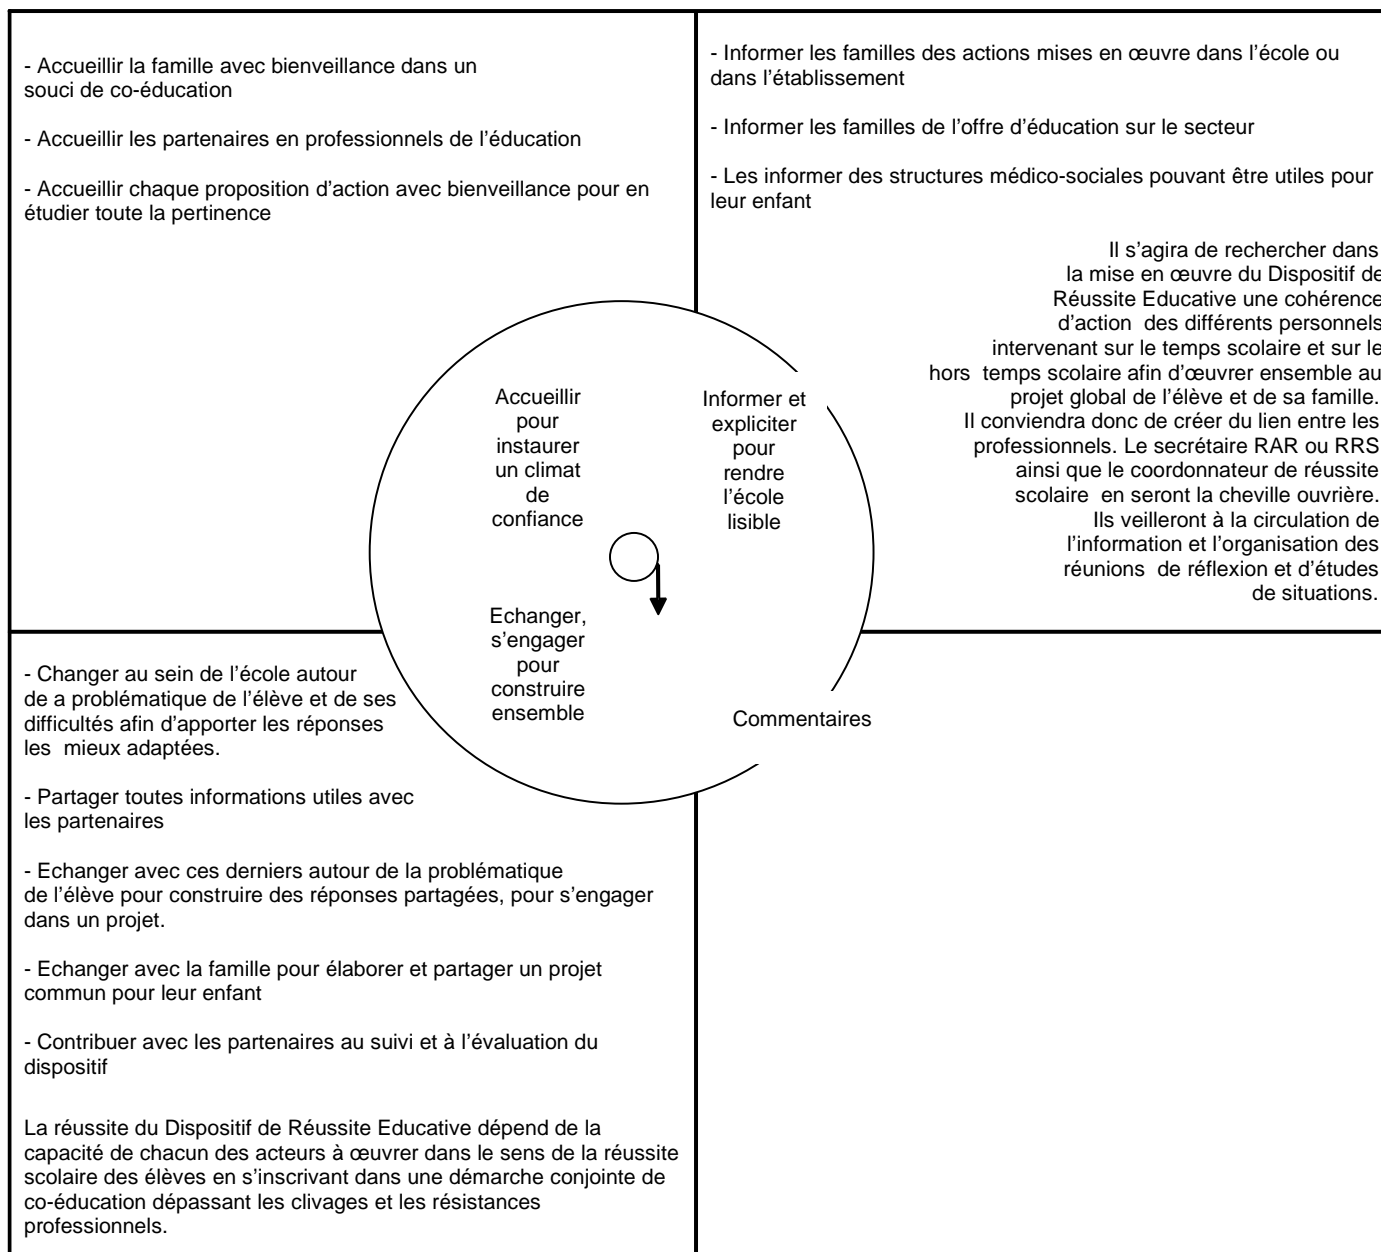 - Accueillir la famille avec bienveillance dans un
souci de co-éducation
- Accueillir les partenaires en professionnels de l’éducation
- Accueillir chaque proposition d’action avec bienveillance pour en
étudier toute la pertinence
- Informer les familles des actions mises en œuvre dans l’école ou
dans l’établissement
- Informer les familles de l’offre d’éducation sur le secteur
- Les informer des structures médico-sociales pouvant être utiles pour
leur enfant
Il s’agira de rechercher dans
la mise en œuvre du Dispositif de
Réussite Educative une cohérence
d’action des différents personnels
intervenant sur le temps scolaire et sur le
hors temps scolaire afin d’œuvrer ensemble au
projet global de l’élève et de sa famille.
Il conviendra donc de créer du lien entre les
professionnels. Le secrétaire RAR ou RRS
ainsi que le coordonnateur de réussite
scolaire en seront la cheville ouvrière.
Ils veilleront à la circulation de
l’information et l’organisation des
réunions de réflexion et d’études
de situations.
Accueillir
pour
instaurer
un climat
de
confiance
Informer et
expliciter
pour
rendre
l’école
lisible
Echanger,
s’engager
pour
construire
ensemble
Commentaires
- Changer au sein de l’école autour
de a problématique de l’élève et de ses
difficultés afin d’apporter les réponses
les mieux adaptées.
- Partager toutes informations utiles avec
les partenaires
- Echanger avec ces derniers autour de la problématique
de l’élève pour construire des réponses partagées, pour s’engager
dans un projet.
- Echanger avec la famille pour élaborer et partager un projet
commun pour leur enfant
- Contribuer avec les partenaires au suivi et à l’évaluation du
dispositif
La réussite du Dispositif de Réussite Educative dépend de la
capacité de chacun des acteurs à œuvrer dans le sens de la réussite
scolaire des élèves en s’inscrivant dans une démarche conjointe de
co-éducation dépassant les clivages et les résistances
professionnels.